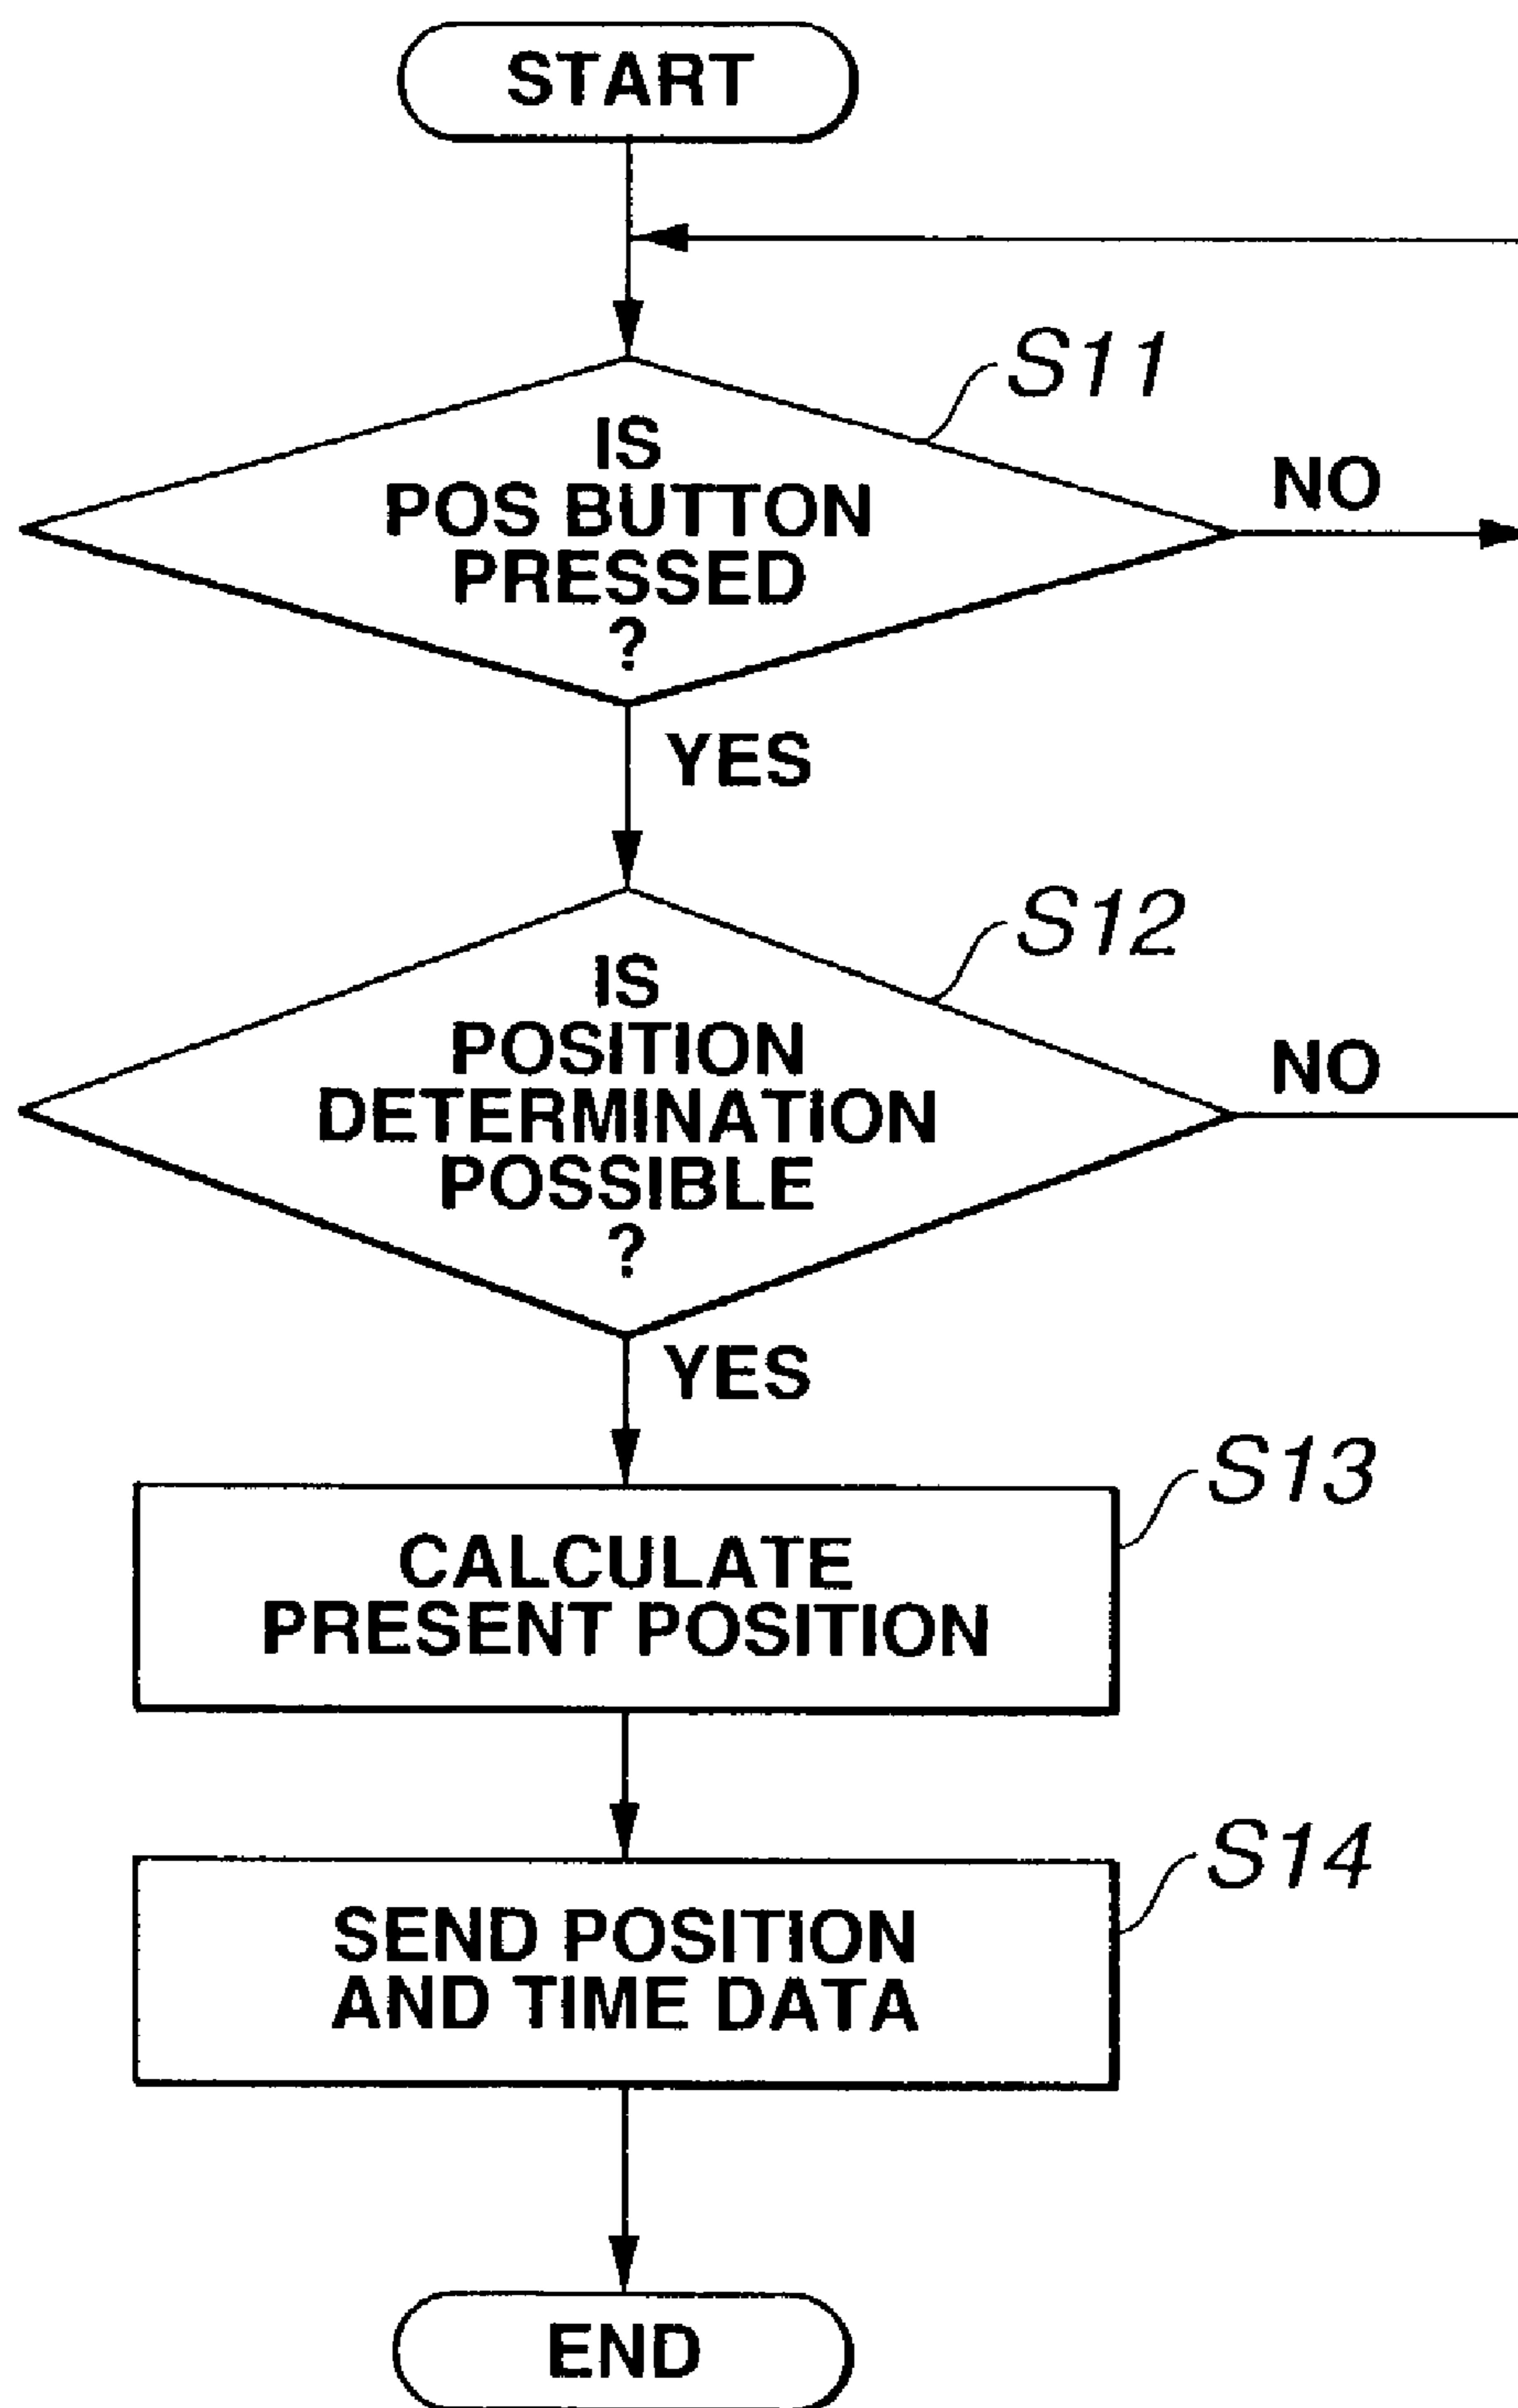 START
S11
IS
POS BUTTON
PRESSED
?
NO
YES
S12
IS
POSITION
DETERMINATION
POSSIBLE
?
NO
YES
S13
CALCULATE
PRESENT POSITION
S14
SEND POSITION
AND TIME DATA
END